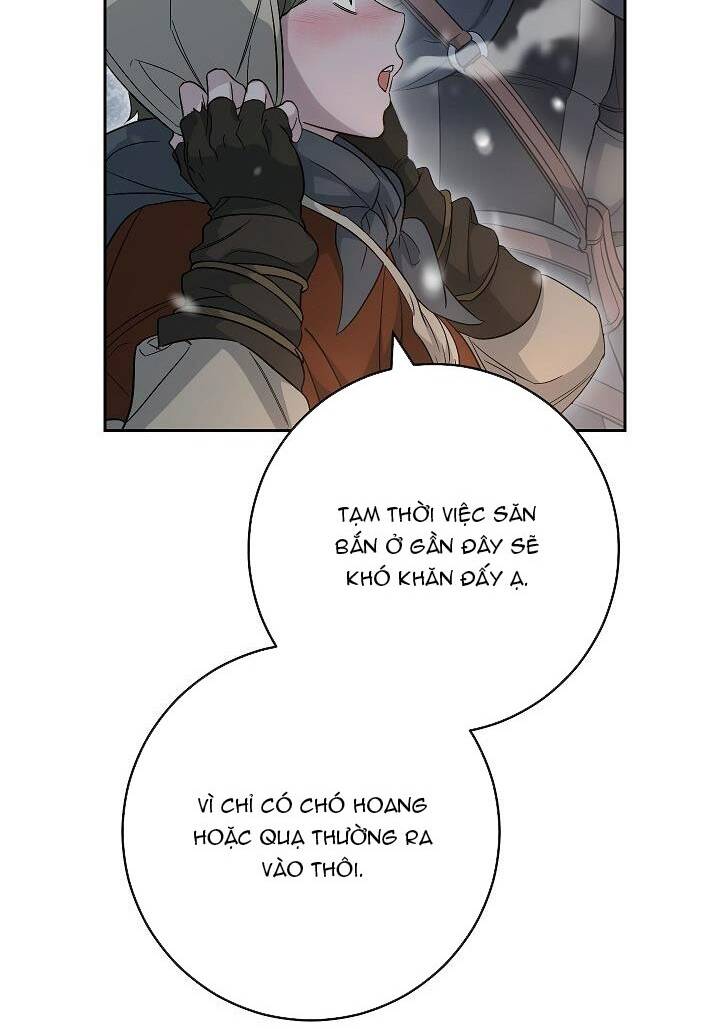 TẠM THỜI VIỆC SĂN
BẮN Ở GẦN ĐÂY SẼ
KHÓ KHĂN ĐẤY Ạ.
VÌ CHỈ CÓ CHÓ HOANG
HOẶC QUẠ THƯỜNG RA
VÀO THÔI.